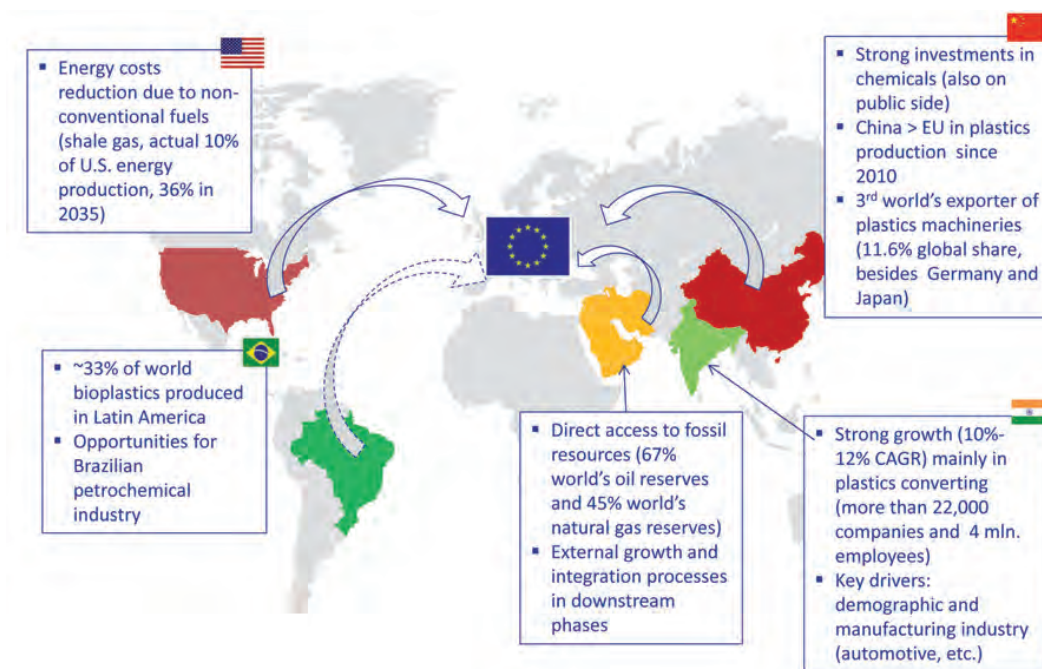 ▪ Energy costs
reduction due to non-
conventional fuels
(shale gas, actual 10%
of U.S. energy
production, 36% in
2035)
▪ Strong investments in
chemicals (also on
public side)
▪ China > EU in plastics
production since
2010
▪ 3rd world's exporter of
plastics machineries
(11.6% global share,
besides Germany and
Japan)
▪ ~33% of world
bioplastics produced
in Latin America
▪ Opportunities for
Brazilian
petrochemical
industry
▪ Direct access to fossil
resources (67%
world's oil reserves
and 45% world's
natural gas reserves)
▪ External growth and
integration processes
in downstream
phases
▪ Strong growth (10%-
12% CAGR) mainly in
plastics converting
(more than 22,000
companies and 4 mln.
employees)
▪ Key drivers:
demographic and
manufacturing industry
(automotive, etc.)